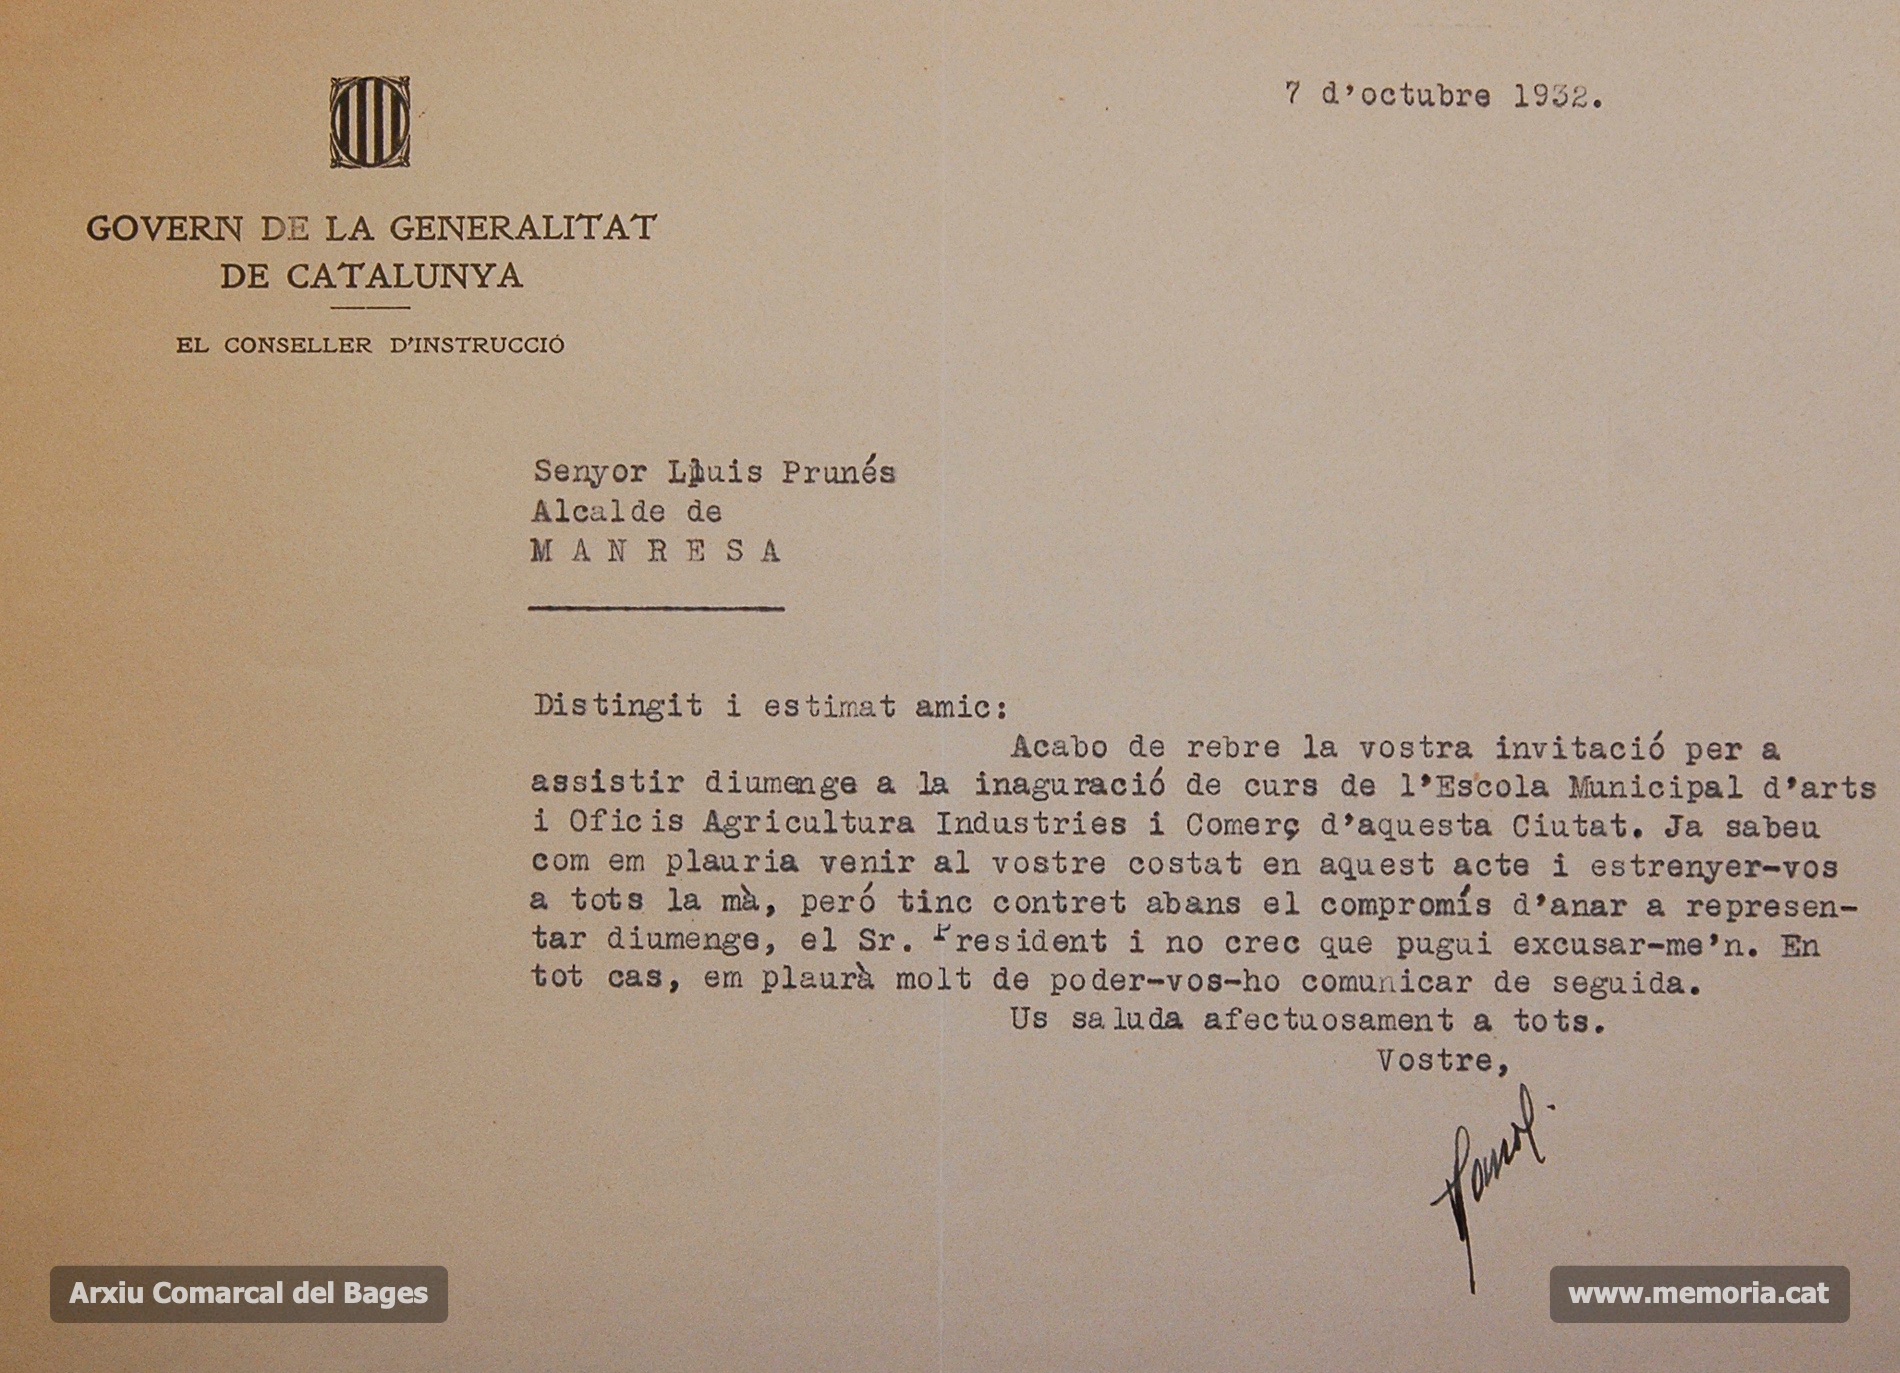 7 d'octubre 1932.
GOVERN DE LA GENERALITAT
DE CATALUNYA
EL CONSELLER D'INSTRUCCIÓ
Senyor Lluis Prunés
Alcalde de
M A N R E S A
Distingit i estimat amic:
Acabo de rebre la vostra invitació per a
assistir diumenge a la inaguració de curs de l'Escola Municipal d'arts
i Oficis Agricultura Industries i Comerç d'aquesta Ciutat. Ja sabeu
com em plauria venir al vostre costat en aquest acte i estrenyer-vos
a tots la mà, peró tinc contret abans el compromís d'anar a represen-
tar diumenge, el Sr. President i no crec que pugui excusar-me'n. En
tot cas, em plaurà molt de poder-vos-ho comunicar de seguida.
Us saluda afectuosament a tots.
Vostre,
Arxiu Comarcal del Bages
www.memoria.cat